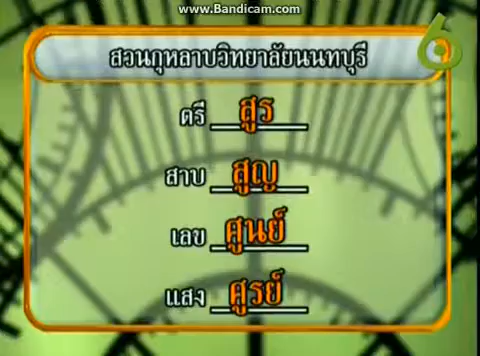 www.Bandicam.com
6
สวนกุหลาบวิทยาลัยนนทบุรี
ตรี สูร
สาบ สูญ
เลข ศูนย์
แสง ศูรย์